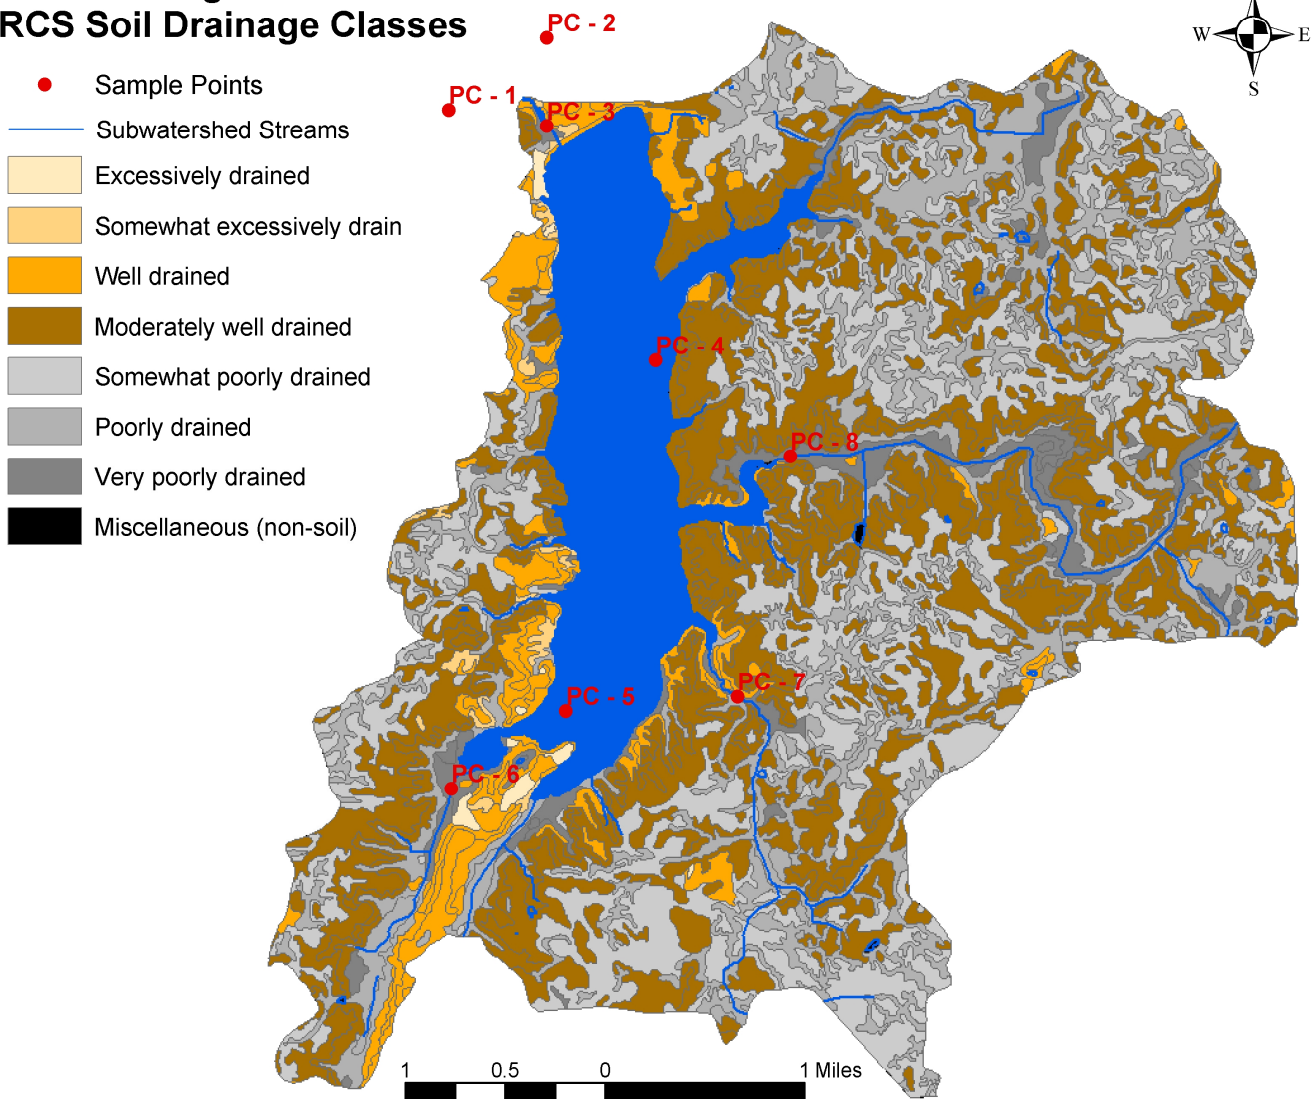 RCS Soil Drainage Classes
Sample Points
Subwatershed Streams
Excessively drained
Somewhat excessively drain
Well drained
Moderately well drained
Somewhat poorly drained
Poorly drained
Very poorly drained
Miscellaneous (non-soil)
PC - 2
PC - 1
PC - 3
PC - 4
PC - 8
PC - 7
PC - 5
PC - 6
W E
S
1 0.5 0 1 Miles